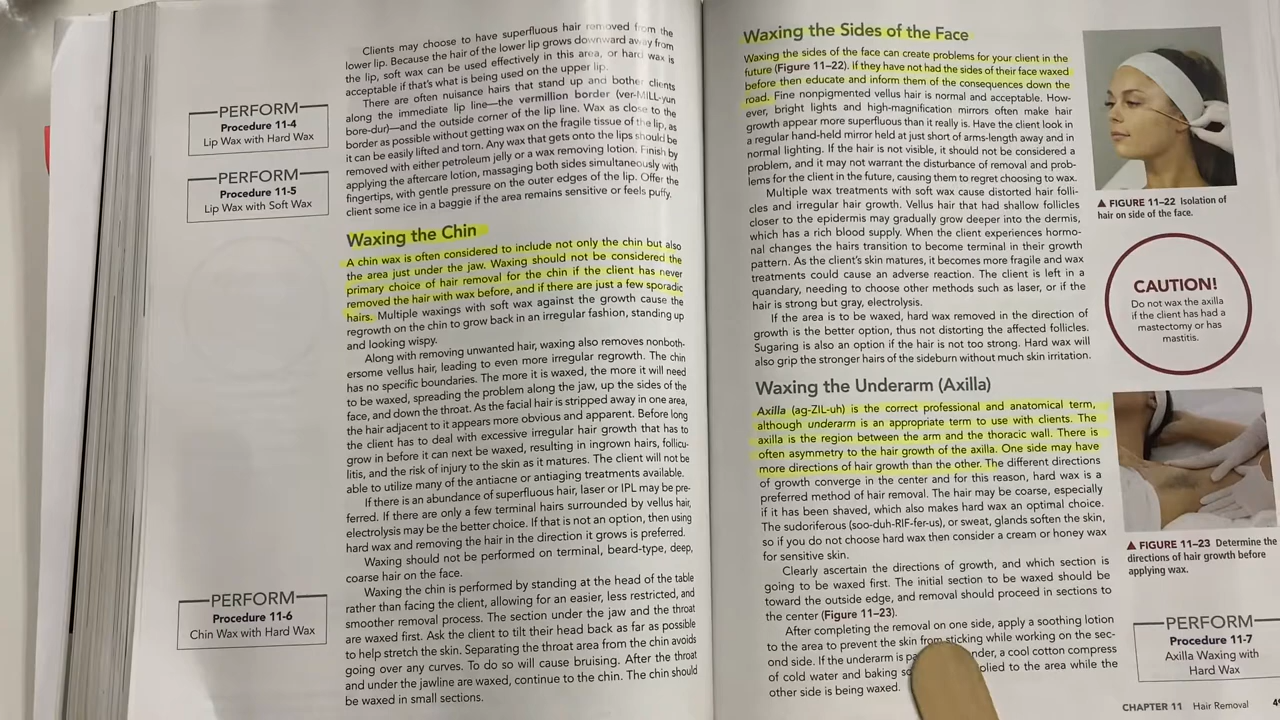 Clients may choose to have superfluous hair removed from the
lower lip. Because the hair of the lower lip grows downward away from
the lip, soft wax can be used effectively in this area, or hard wax is
acceptable if that's what is being used on the upper lip.
There are often nuisance hairs that stand up and bother clients
along the immediate lip line—the vermillion border (ver-MILL-yun
bore-dur)—and the outside corner of the lip line. Wax as close to the
border as possible without getting wax on the fragile tissue of the lip, as
it can be easily lifted and torn. Any wax that gets onto the lips should be
removed with either petroleum jelly or a wax removing lotion. Finish by
applying the aftercare lotion, massaging both sides simultaneously with
fingertips, with gentle pressure on the outer edges of the lip. Offer the
client some ice in a baggie if the area remains sensitive or feels puffy.
PERFORM
Procedure 11-4
Lip Wax with Hard Wax
PERFORM
Procedure 11-5
Lip Wax with Soft Wax
Waxing the Chin
A chin wax is often considered to include not only the chin but also
the area just under the jaw. Waxing should not be considered the
primary choice of hair removal for the chin if the client has never
removed the hair with wax before, and if there are just a few sporadic
hairs. Multiple waxings with soft wax against the growth cause the
regrowth on the chin to grow back in an irregular fashion, standing up
and looking wispy.
Along with removing unwanted hair, waxing also removes nonboth-
ersome vellus hair, leading to even more irregular regrowth. The chin
has no specific boundaries. The more it is waxed, the more it will need
to be waxed, spreading the problem along the jaw, up the sides of the
face, and down the throat. As the facial hair is stripped away in one area,
the hair adjacent to it appears more obvious and apparent. Before long
the client has to deal with excessive irregular hair growth that has to
grow in before it can next be waxed, resulting in ingrown hairs, follicu-
litis, and the risk of injury to the skin as it matures. The client will not be
able to utilize many of the antiacne or antiaging treatments available.
If there is an abundance of superfluous hair, laser or IPL may be pre-
ferred. If there are only a few terminal hairs surrounded by vellus hair,
electrolysis may be the better choice. If that is not an option, then using
hard wax and removing the hair in the direction it grows is preferred.
Waxing should not be performed on terminal, beard-type, deep,
coarse hair on the face.
Waxing the chin is performed by standing at the head of the table
rather than facing the client, allowing for an easier, less restricted, and
smoother removal process. The section under the jaw and the throat
are waxed first. Ask the client to tilt their head back as far as possible
to help stretch the skin. Separating the throat area from the chin avoids
going over any curves. To do so will cause bruising. After the throat
and under the jawline are waxed, continue to the chin. The chin should
be waxed in small sections.
PERFORM
Procedure 11-6
Chin Wax with Hard Wax
Waxing the Sides of the Face
Waxing the sides of the face can create problems for your client in the
future (Figure 11–22). If they have not had the sides of their face waxed
before then educate and inform them of the consequences down the
road. Fine nonpigmented vellus hair is normal and acceptable. How-
ever, bright lights and high-magnification mirrors often make hair
growth appear more superfluous than it really is. Have the client look in
a regular hand-held mirror held at just short of arms-length away and in
normal lighting. If the hair is not visible, it should not be considered a
problem, and it may not warrant the disturbance of removal and prob-
lems for the client in the future, causing them to regret choosing to wax.
Multiple wax treatments with soft wax cause distorted hair folli-
cles and irregular hair growth. Vellus hair that had shallow follicles
closer to the epidermis may gradually grow deeper into the dermis,
which has a rich blood supply. When the client experiences hormo-
nal changes the hairs transition to become terminal in their growth
pattern. As the client's skin matures, it becomes more fragile and wax
treatments could cause an adverse reaction. The client is left in a
quandary, needing to choose other methods such as laser, or if the
hair is strong but gray, electrolysis.
If the area is to be waxed, hard wax removed in the direction of
growth is the better option, thus not distorting the affected follicles.
Sugaring is also an option if the hair is not too strong. Hard wax will
also grip the stronger hairs of the sideburn without much skin irritation.
▲ FIGURE 11–22 Isolation of
hair on side of the face.
CAUTION!
Do not wax the axilla
if the client has had a
mastectomy or has
mastitis.
Waxing the Underarm (Axilla)
Axilla (ag-ZIL-uh) is the correct professional and anatomical term,
although underarm is an appropriate term to use with clients. The
axilla is the region between the arm and the thoracic wall. There is
often asymmetry to the hair growth of the axilla. One side may have
more directions of hair growth than the other. The different directions
of growth converge in the center and for this reason, hard wax is a
preferred method of hair removal. The hair may be coarse, especially
if it has been shaved, which also makes hard wax an optimal choice.
The sudoriferous (soo-duh-RIF-fer-us), or sweat, glands soften the skin,
so if you do not choose hard wax then consider a cream or honey wax
for sensitive skin.
Clearly ascertain the directions of growth, and which section is
going to be waxed first. The initial section to be waxed should be
toward the outside edge, and removal should proceed in sections to
the center (Figure 11–23).
After completing the removal on one side, apply a soothing lotion
to the area to prevent the skin from sticking while working on the sec-
ond side. If the underarm is a cool cotton compress
of cold water and baking to the area while the
other side is being waxed.
▲ FIGURE 11–23 Determine the
directions of hair growth before
applying wax.
PERFORM
Procedure 11-7
Axilla Waxing with
Hard Wax
CHAPTER 11 Hair Removal